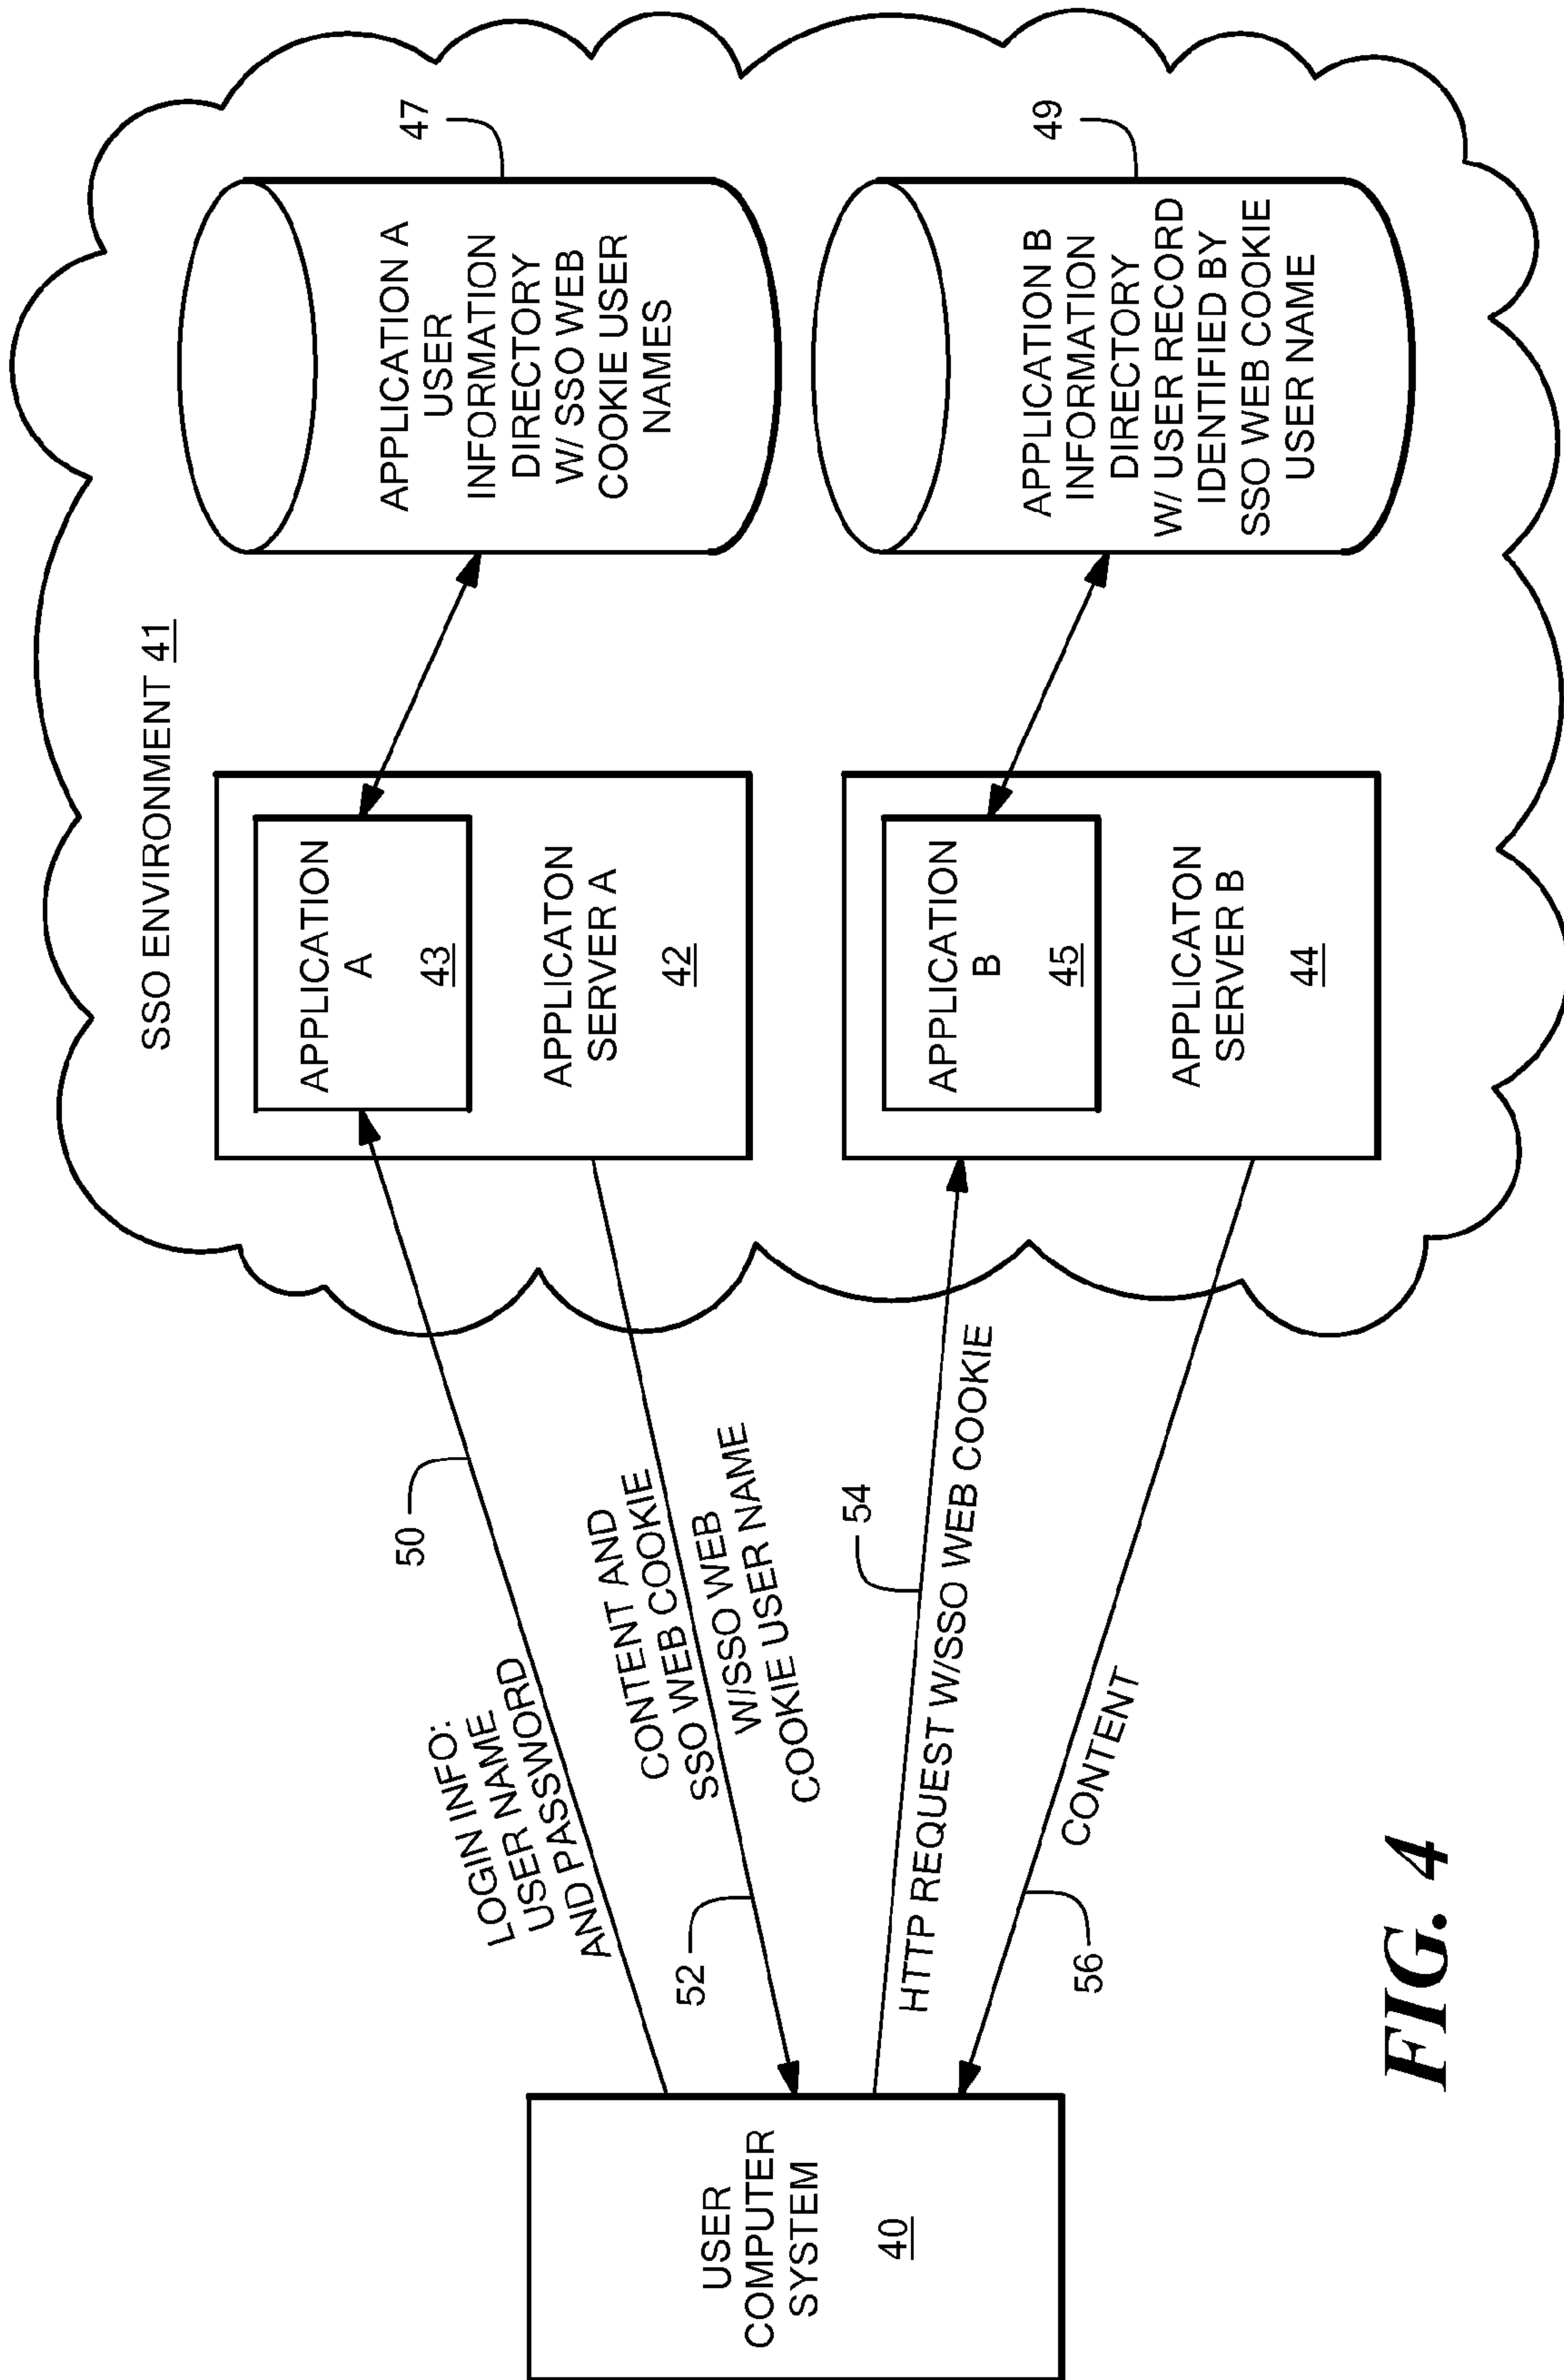 SSO ENVIRONMENT 41
USER
COMPUTER
SYSTEM
40
LOGIN INFO:
USER NAME
AND PASSWORD
50
CONTENT AND
SSO WEB COOKIE
W/SSO WEB
COOKIE USER NAME
52
HTTP REQUEST W/SSO WEB COOKIE
54
CONTENT
56
APPLICATION
A
43
APPLICATON
SERVER A
42
APPLICATION
B
45
APPLICATON
SERVER B
44
APPLICATION A
USER
INFORMATION
DIRECTORY
W/ SSO WEB
COOKIE USER
NAMES
47
APPLICATION B
INFORMATION
DIRECTORY
W/ USER RECORD
IDENTIFIED BY
SSO WEB COOKIE
USER NAME
49
FIG. 4